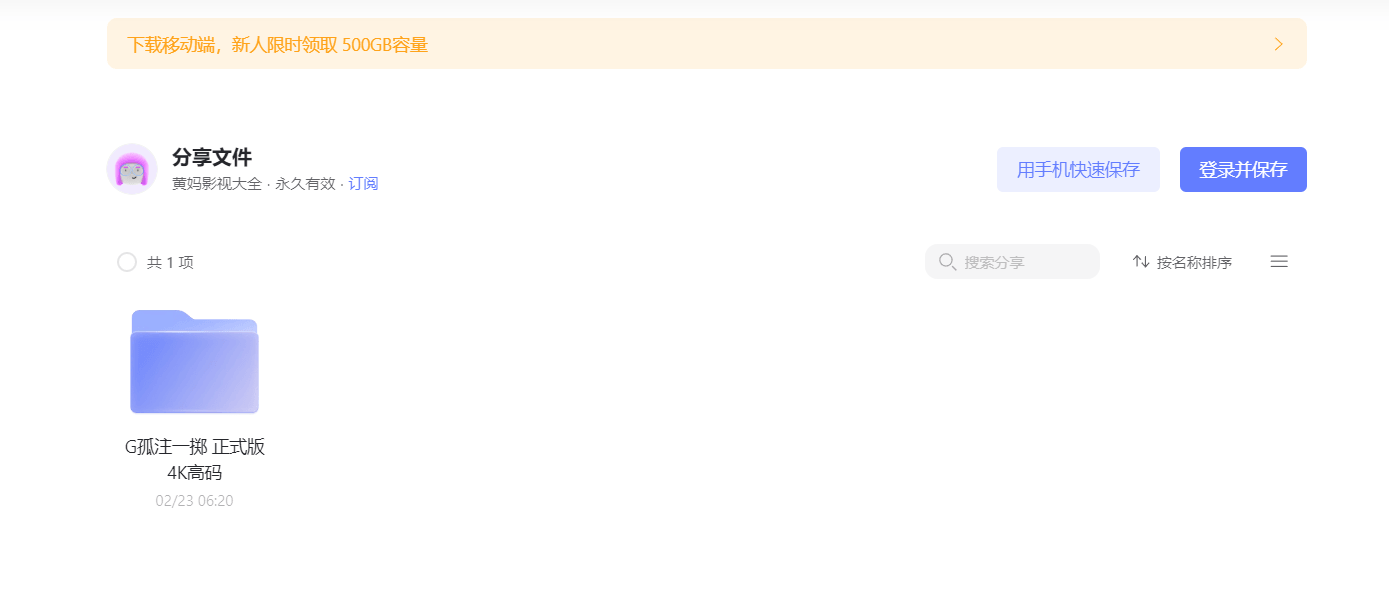 下载移动端，新人限时领取 500GB容量
分享文件
黄妈影视大全 · 永久有效 · 订阅
用手机快速保存
登录并保存
共 1 项
搜索分享
按名称排序
G孤注一掷 正式版
4K高码
02/23 06:20